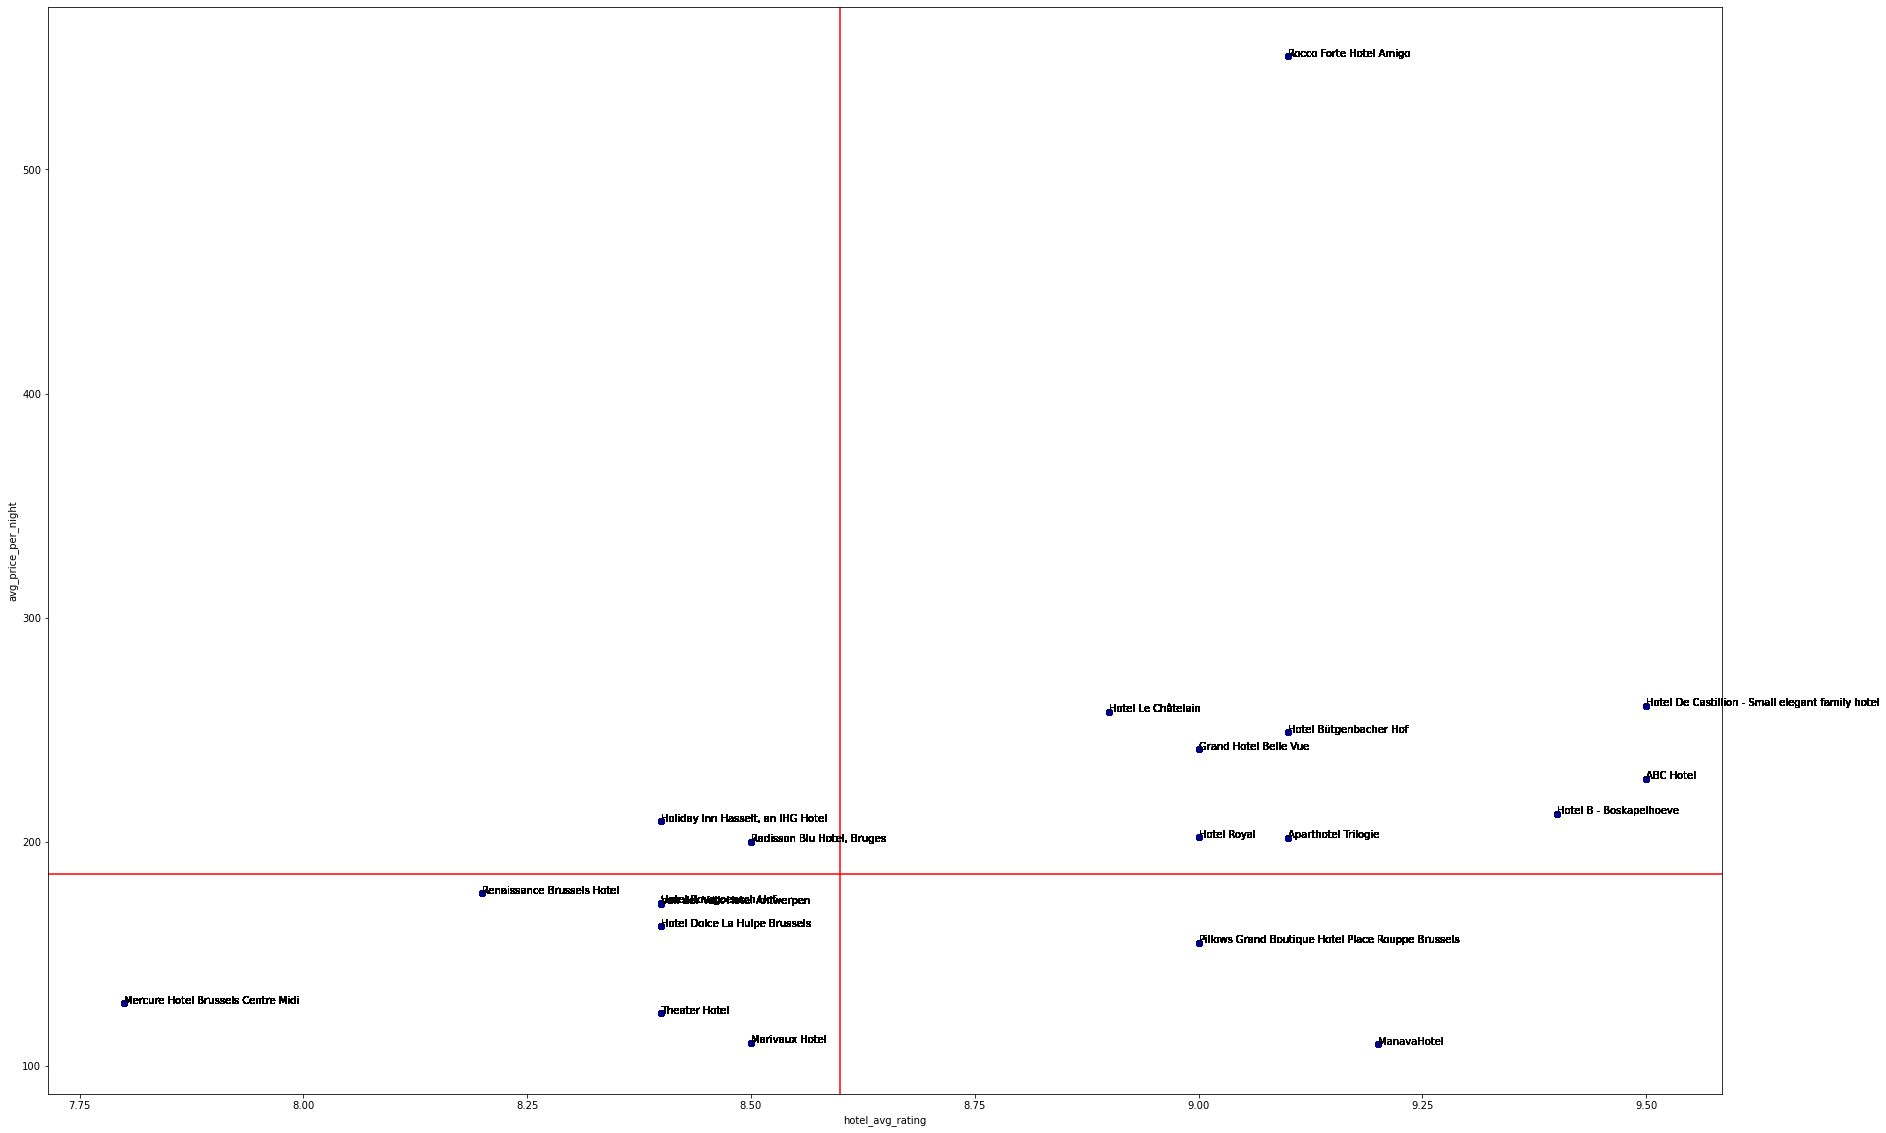 Rocco Forte Hotel Amigo
500
400
avg_price_per_night
300
Hotel De Castillion - Small elegant family hotel
Hotel Le Châtelain
Hotel Bütgenbacher Hof
Grand Hotel Belle Vue
ABC Hotel
Hotel B - Boskapelhoeve
Holiday Inn Hasselt, an IHG Hotel
Hotel Royal
Aparthotel Trilogie
Radisson Blu Hotel, Bruges
200
Renaissance Brussels Hotel
Hotel Antwerpen
Hotel Dolce La Hulpe Brussels
Pillows Grand Boutique Hotel Place Rouppe Brussels
Mercure Hotel Brussels Centre Midi
Theater Hotel
Marivaux Hotel
ManavaHotel
100
7.75 8.00 8.25 8.50 8.75 9.00 9.25 9.50
hotel_avg_rating